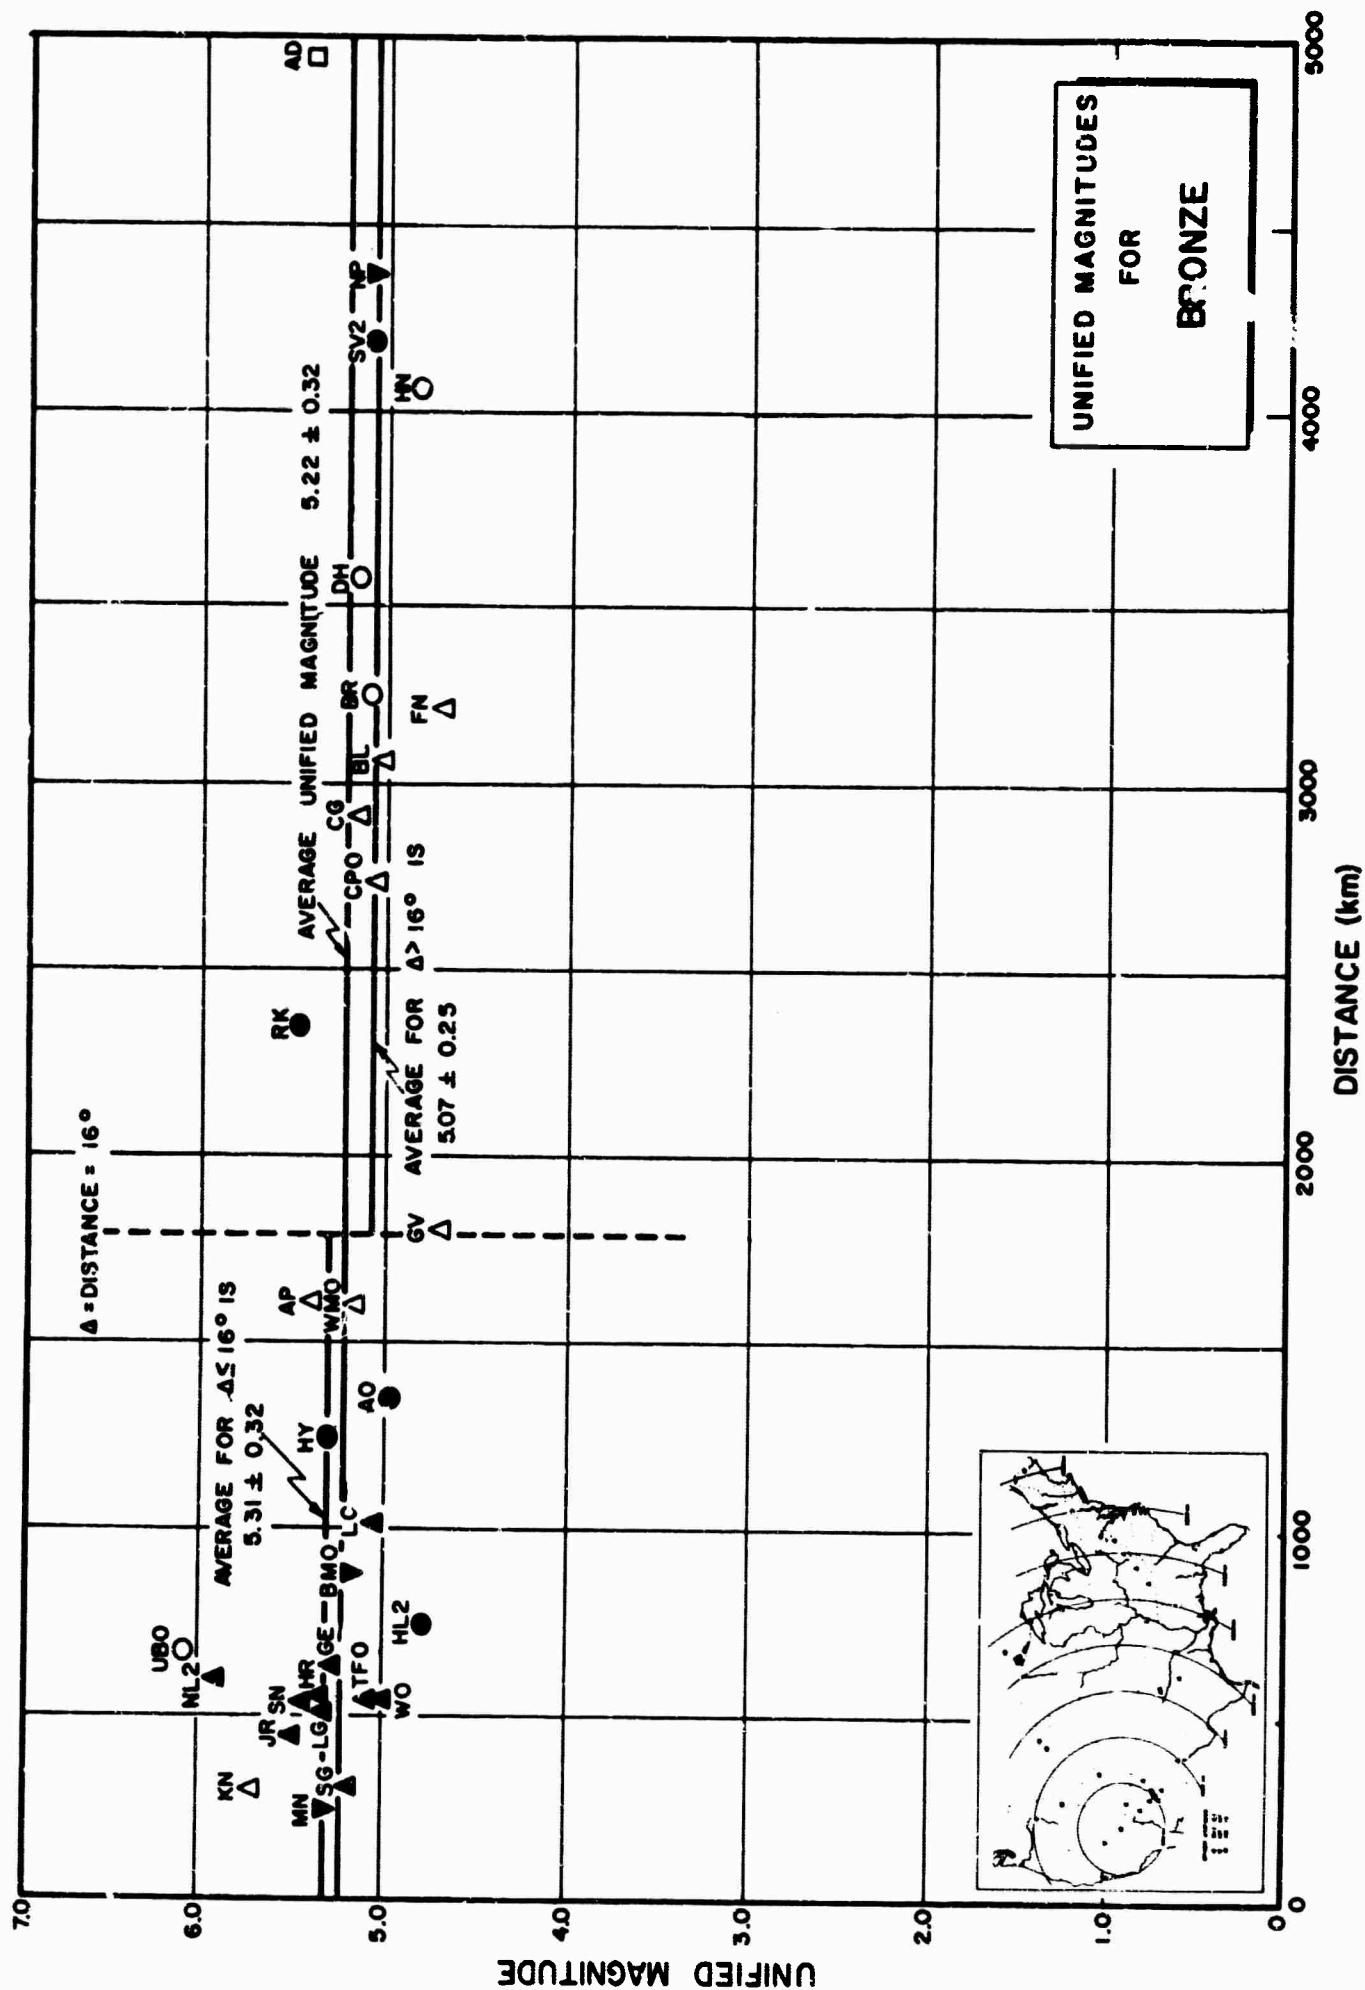 7.0
6.0
5.0
4.0
3.0
2.0
1.0
0
UNIFIED MAGNITUDE
0
1000
2000
3000
4000
5000
DISTANCE (km)
Δ = DISTANCE = 16°
AVERAGE FOR Δ≤ 16° IS
5.31 ± 0.32
AVERAGE UNIFIED MAGNITUDE 5.22 ± 0.32
AVERAGE FOR Δ> 16° IS
5.07 ± 0.25
MN
KN
SG
LG
JR
SN
HR
NL2
UBO
GE
TFO
WO
HL2
BMO
LC
HY
AO
AP
WMO
GV
RK
CPO
CG
BL
FN
BR
DH
HN
SV2
NP
AD
UNIFIED MAGNITUDES
FOR
BRONZE